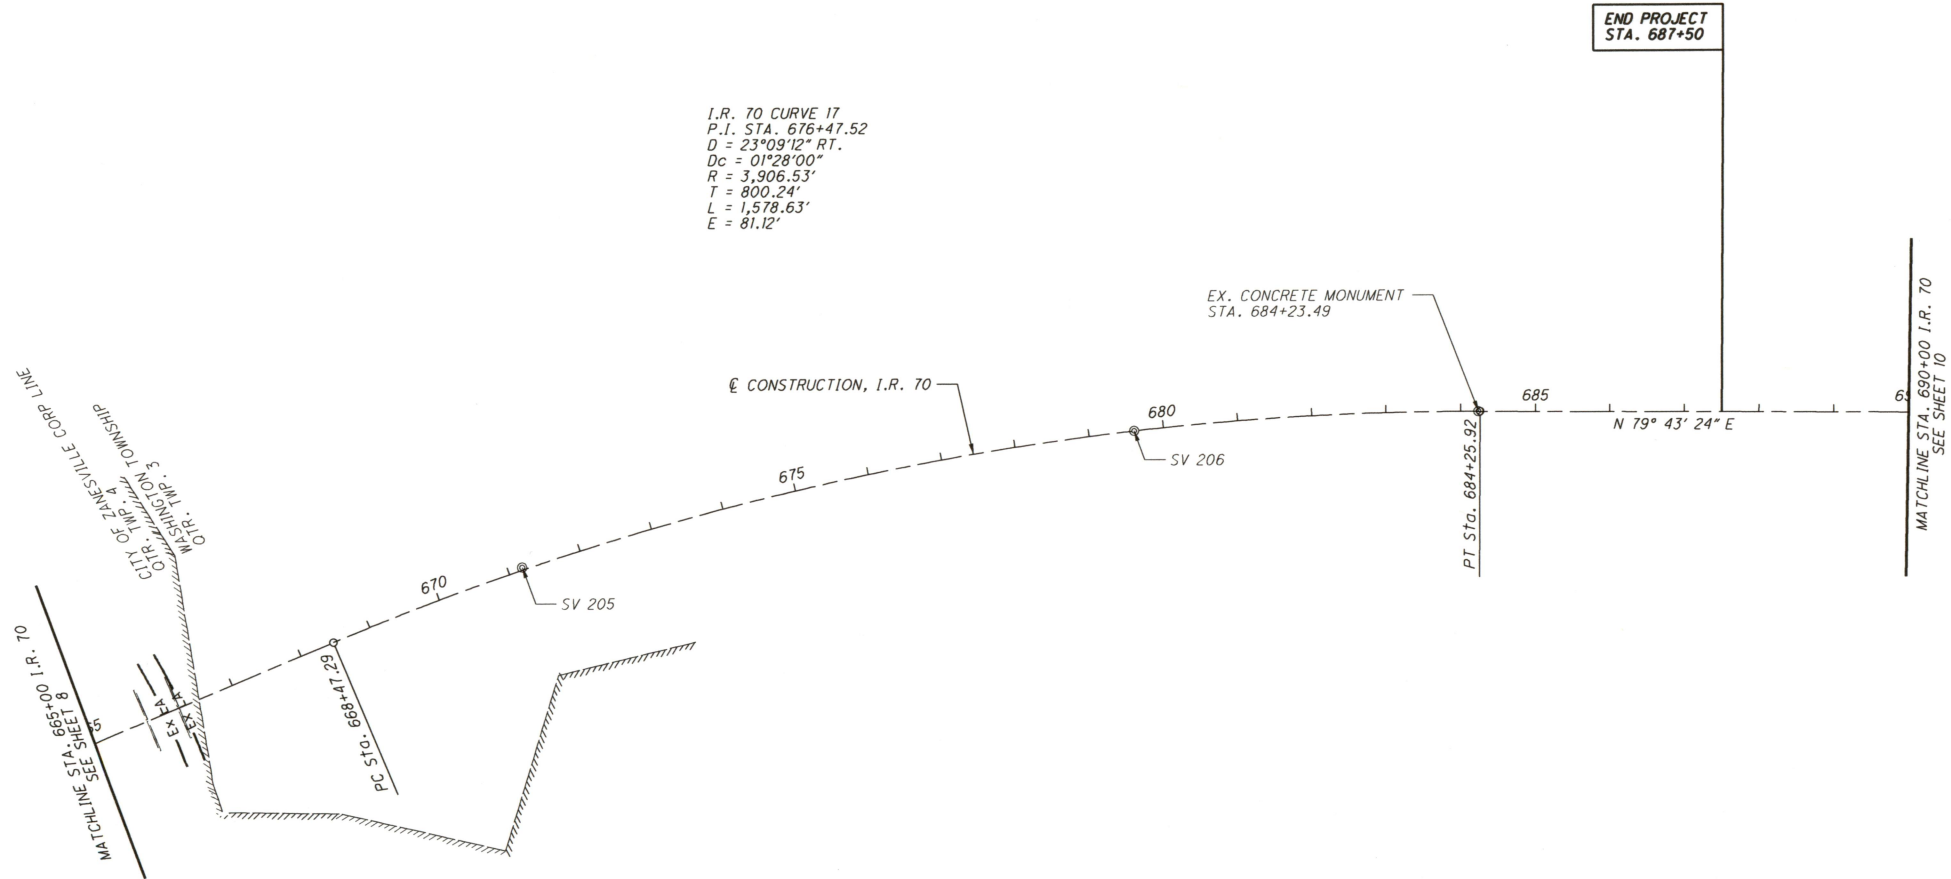 END PROJECT
STA. 687+50
I.R. 70 CURVE 17
P.I. STA. 676+47.52
D = 23°09'12" RT.
Dc = 01°28'00"
R = 3,906.53'
T = 800.24'
L = 1,578.63'
E = 81.12'
EX. CONCRETE MONUMENT
STA. 684+23.49
℄ CONSTRUCTION, I.R. 70
CITY OF ZANESVILLE CORP LINE
QTR. TWP. 4
WASHINGTON TOWNSHIP
QTR. TWP. 3
MATCHLINE STA. 665+00 I.R. 70
SEE SHEET 8
65
Ex EA
Ex LA
PC Sta. 668+47.29
670
SV 205
675
680
SV 206
PT Sta. 684+25.92
685
N 79° 43' 24" E
69
MATCHLINE STA. 690+00 I.R. 70
SEE SHEET 10